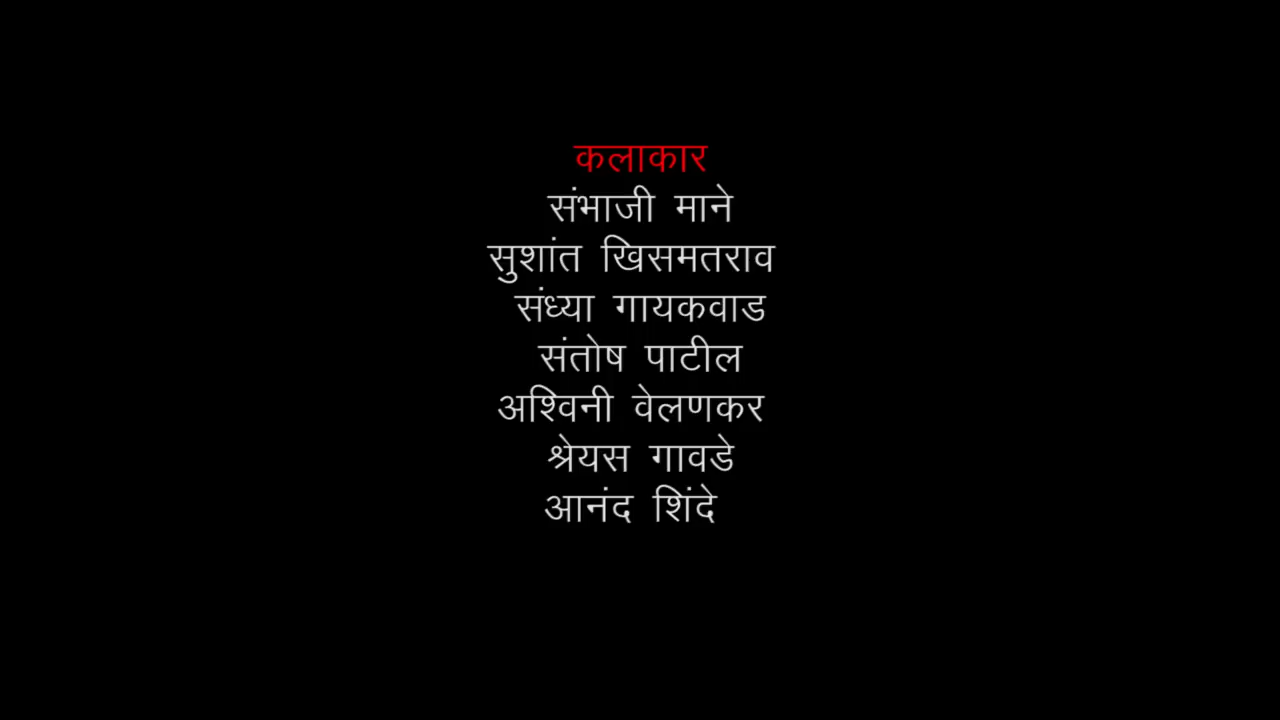 कलाकार
संभाजी माने
सुशांत खिसमतराव
संध्या गायकवाड
संतोष पाटील
अश्विनी वेलणकर
श्रेयस गावडे
आनंद शिंदे